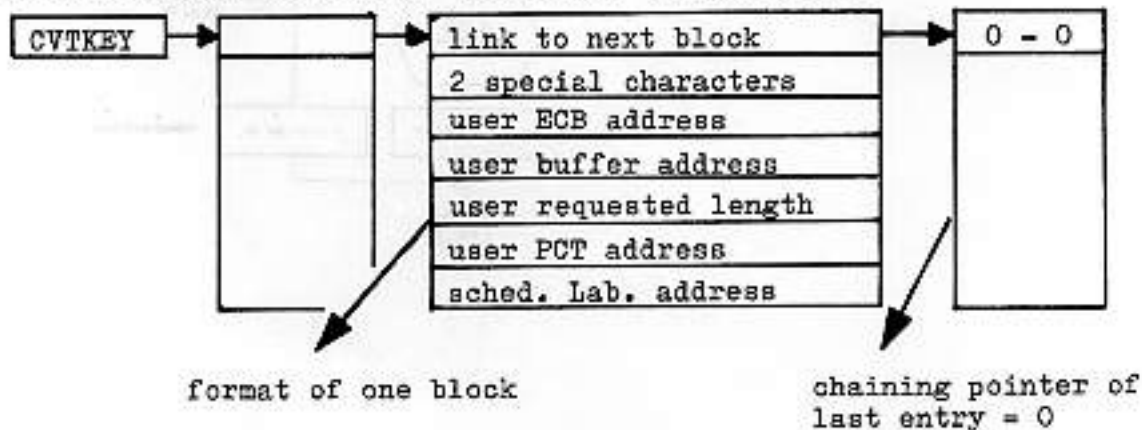 CVTKEY
link to next block
0 - 0
2 special characters
user ECB address
user buffer address
user requested length
user PCT address
sched. Lab. address
format of one block
chaining pointer of
last entry = 0